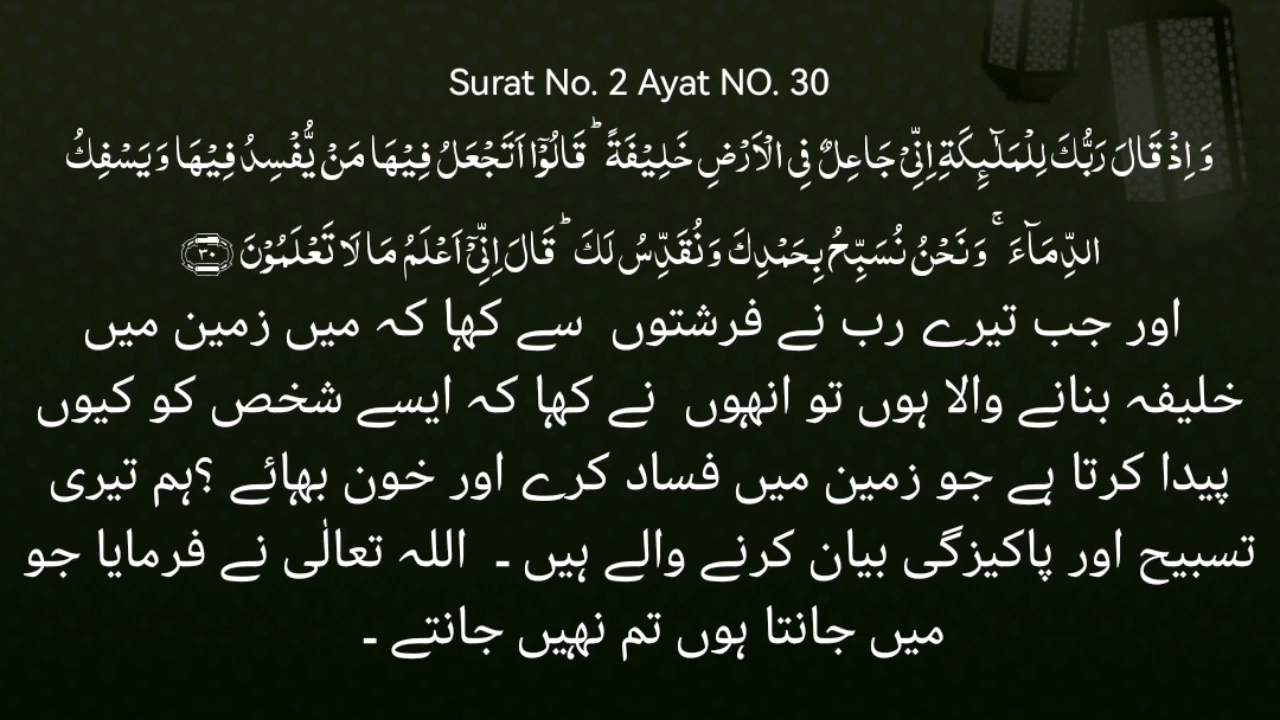 Surat No. 2 Ayat NO. 30
وَ اِذۡ قَالَ رَبُّکَ لِلۡمَلٰٓئِکَۃِ اِنِّیۡ جَاعِلٌ فِی الۡاَرۡضِ خَلِیۡفَۃً ؕ قَالُوۡۤا اَتَجۡعَلُ فِیۡہَا مَنۡ یُّفۡسِدُ فِیۡہَا وَ یَسۡفِکُ
الدِّمَآءَ ۚ وَ نَحۡنُ نُسَبِّحُ بِحَمۡدِکَ وَ نُقَدِّسُ لَکَ ؕ قَالَ اِنِّیۡۤ اَعۡلَمُ مَا لَا تَعۡلَمُوۡنَ ﴿۳۰﴾
اور جب تیرے رب نے فرشتوں سے کہا کہ میں زمین میں
خلیفہ بنانے والا ہوں تو انھوں نے کہا کہ ایسے شخص کو کیوں
پیدا کرتا ہے جو زمین میں فساد کرے اور خون بہائے ؟ہم تیری
تسبیح اور پاکیزگی بیان کرنے والے ہیں ۔ اللہ تعالٰی نے فرمایا جو
میں جانتا ہوں تم نہیں جانتے ۔